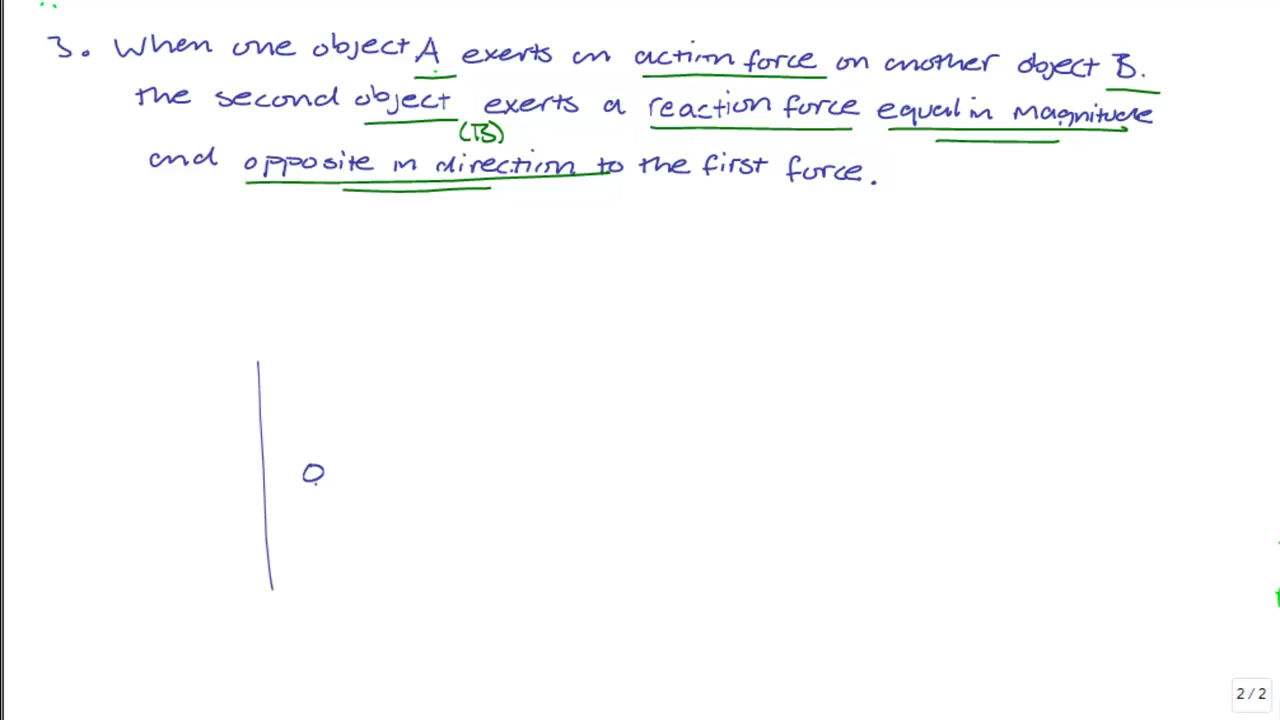 3. When one object A exerts an action force on another object B.
the second object exerts a reaction force equal in magnitude
(B)
and opposite in direction to the first force.
2 / 2